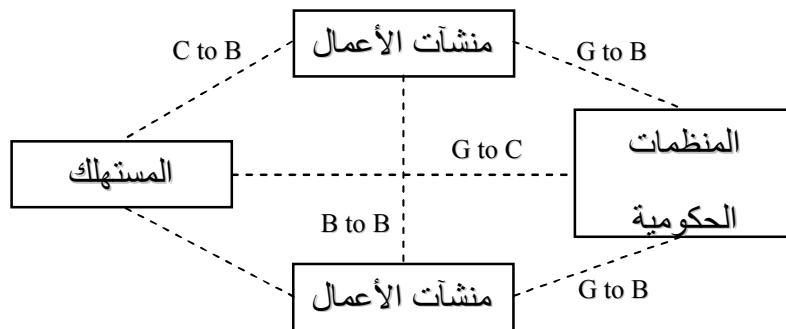 منشآت الأعمال
C to B
G to B
المنظمات
الحكومية
المستهلك
G to C
B to B
منشآت الأعمال
G to B